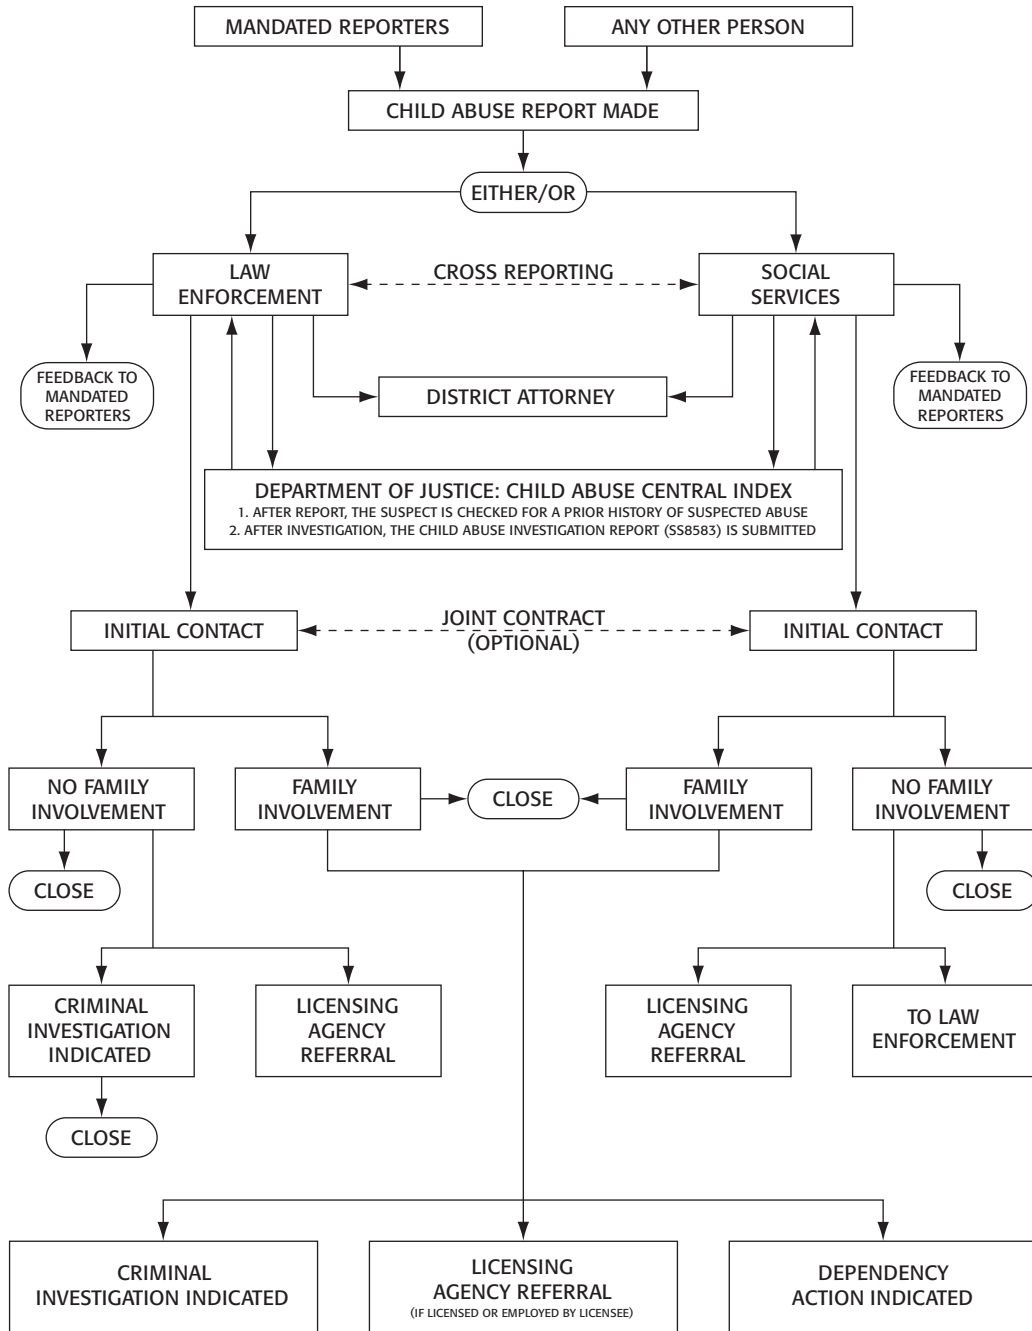 MANDATED REPORTERS
ANY OTHER PERSON
CHILD ABUSE REPORT MADE
EITHER/OR
LAW
ENFORCEMENT
CROSS REPORTING
SOCIAL
SERVICES
FEEDBACK TO
MANDATED
REPORTERS
DISTRICT ATTORNEY
FEEDBACK TO
MANDATED
REPORTERS
DEPARTMENT OF JUSTICE: CHILD ABUSE CENTRAL INDEX
1. AFTER REPORT, THE SUSPECT IS CHECKED FOR A PRIOR HISTORY OF SUSPECTED ABUSE
2. AFTER INVESTIGATION, THE CHILD ABUSE INVESTIGATION REPORT (SS8583) IS SUBMITTED
INITIAL CONTACT
JOINT CONTRACT
(OPTIONAL)
INITIAL CONTACT
NO FAMILY
INVOLVEMENT
FAMILY
INVOLVEMENT
CLOSE
FAMILY
INVOLVEMENT
NO FAMILY
INVOLVEMENT
CLOSE
CLOSE
CRIMINAL
INVESTIGATION
INDICATED
LICENSING
AGENCY
REFERRAL
LICENSING
AGENCY
REFERRAL
TO LAW
ENFORCEMENT
CLOSE
CRIMINAL
INVESTIGATION INDICATED
LICENSING
AGENCY REFERRAL
(IF LICENSED OR EMPLOYED BY LICENSEE)
DEPENDENCY
ACTION INDICATED